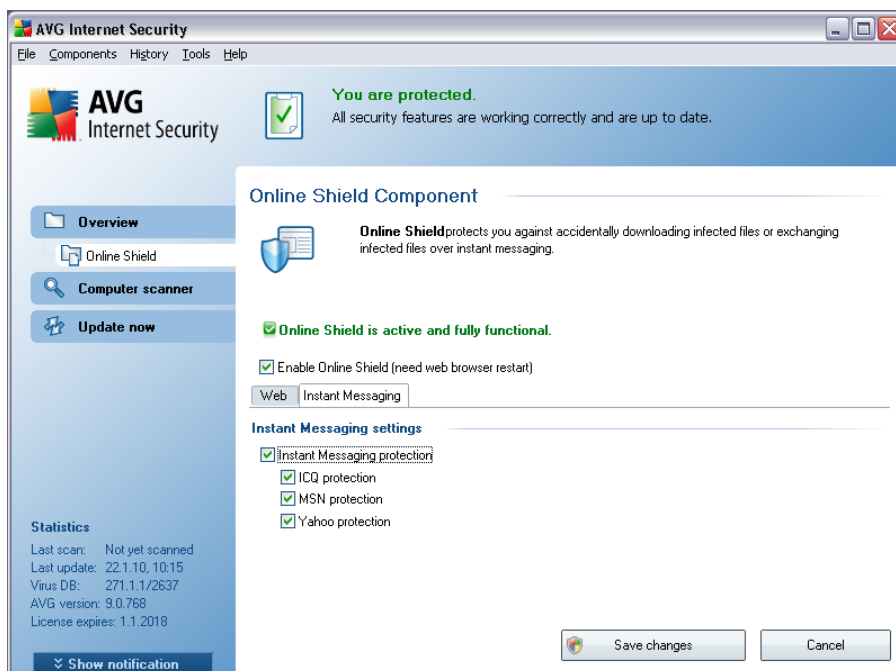 AVG Internet Security
File Components History Tools Help
AVG
Internet Security
You are protected.
All security features are working correctly and are up to date.
Overview
Online Shield
Computer scanner
Update now
Statistics
Last scan: Not yet scanned
Last update: 22.1.10, 10:15
Virus DB: 271.1.1/2637
AVG version: 9.0.768
License expires: 1.1.2018
Show notification
Online Shield Component
Online Shieldprotects you against accidentally downloading infected files or exchanging
infected files over instant messaging.
Online Shield is active and fully functional.
Enable Online Shield (need web browser restart)
Web Instant Messaging
Instant Messaging settings
Instant Messaging protection
ICQ protection
MSN protection
Yahoo protection
Save changes Cancel